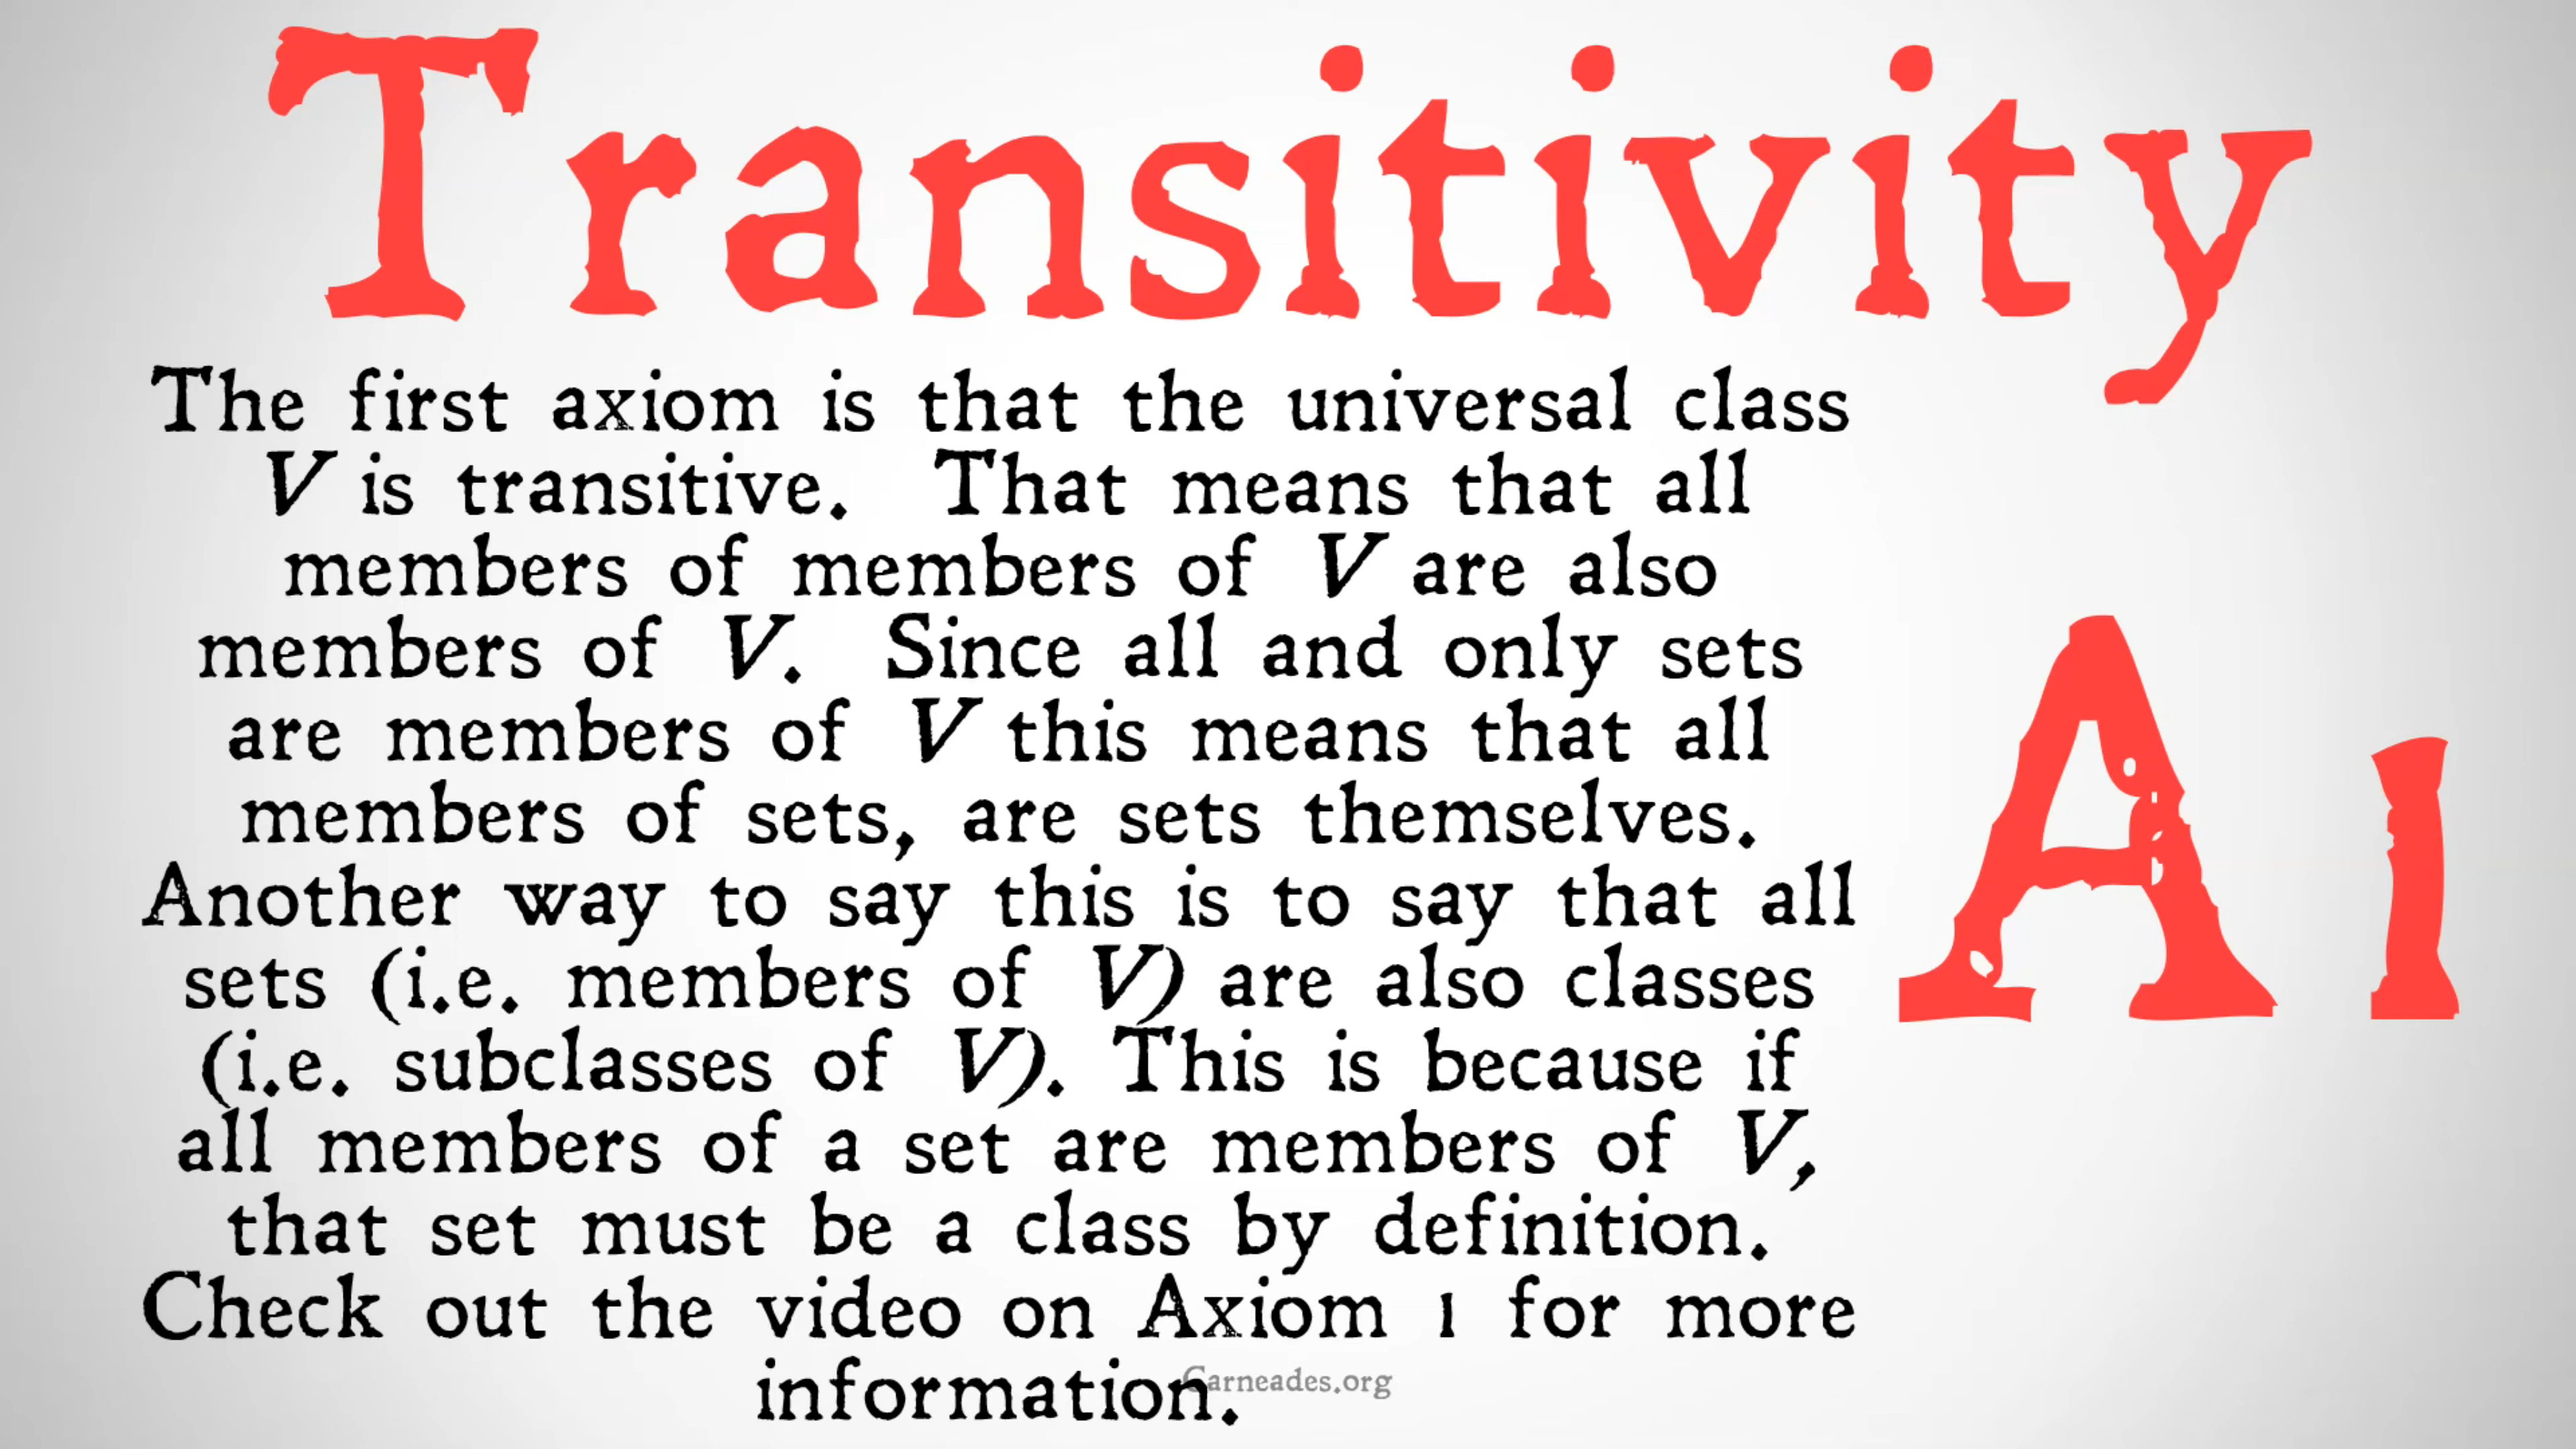 Transitivity
The first axiom is that the universal class
V is transitive.  That means that all
members of members of V are also
members of V.  Since all and only sets
are members of V this means that all
members of sets, are sets themselves.
Another way to say this is to say that all
sets (i.e. members of V) are also classes
(i.e. subclasses of V). This is because if
all members of a set are members of V,
that set must be a class by definition.
Check out the video on Axiom 1 for more
information.
A1
Carneades.org